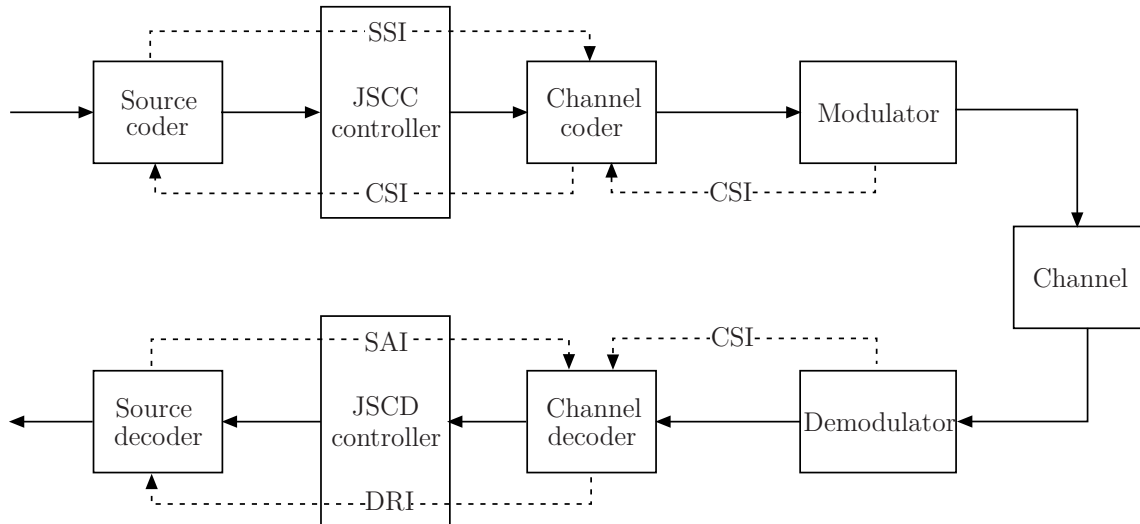 SSI
Source
coder
JSCC
controller
Channel
coder
Modulator
CSI
CSI
Channel
SAI
CSI
Source
decoder
JSCD
controller
Channel
decoder
Demodulator
DRI